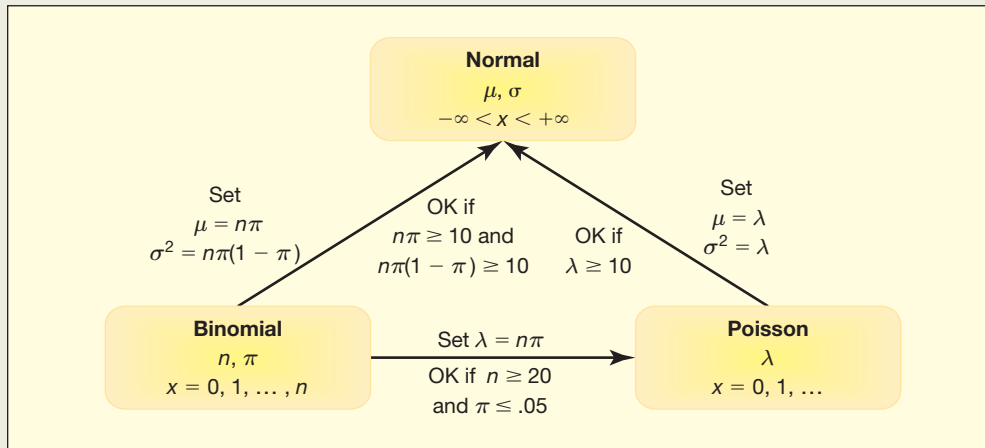 Normal
μ, σ
−∞ < x < +∞
Set
μ = nπ
σ² = nπ(1 − π)
OK if
nπ ≥ 10 and
nπ(1 − π) ≥ 10
OK if
λ ≥ 10
Set
μ = λ
σ² = λ
Binomial
n, π
x = 0, 1, … , n
Set λ = nπ
OK if n ≥ 20
and π ≤ .05
Poisson
λ
x = 0, 1, …